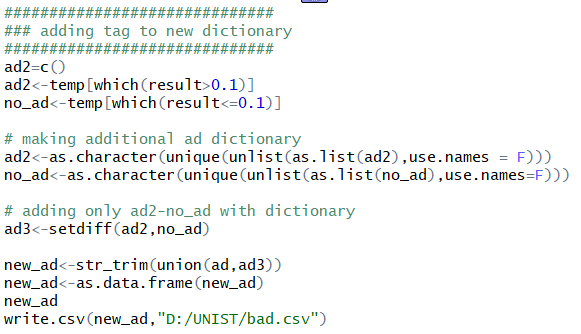 ##############################
### adding tag to new dictionary
##############################
ad2=c()
ad2<-temp[which(result>0.1)]
no_ad<-temp[which(result<=0.1)]
# making additional ad dictionary
ad2<-as.character(unique(unlist(as.list(ad2),use.names = F)))
no_ad<-as.character(unique(unlist(as.list(no_ad),use.names=F)))
# adding only ad2-no_ad with dictionary
ad3<-setdiff(ad2,no_ad)
new_ad<-str_trim(union(ad,ad3))
new_ad<-as.data.frame(new_ad)
new_ad
write.csv(new_ad,"D:/UNIST/bad.csv")